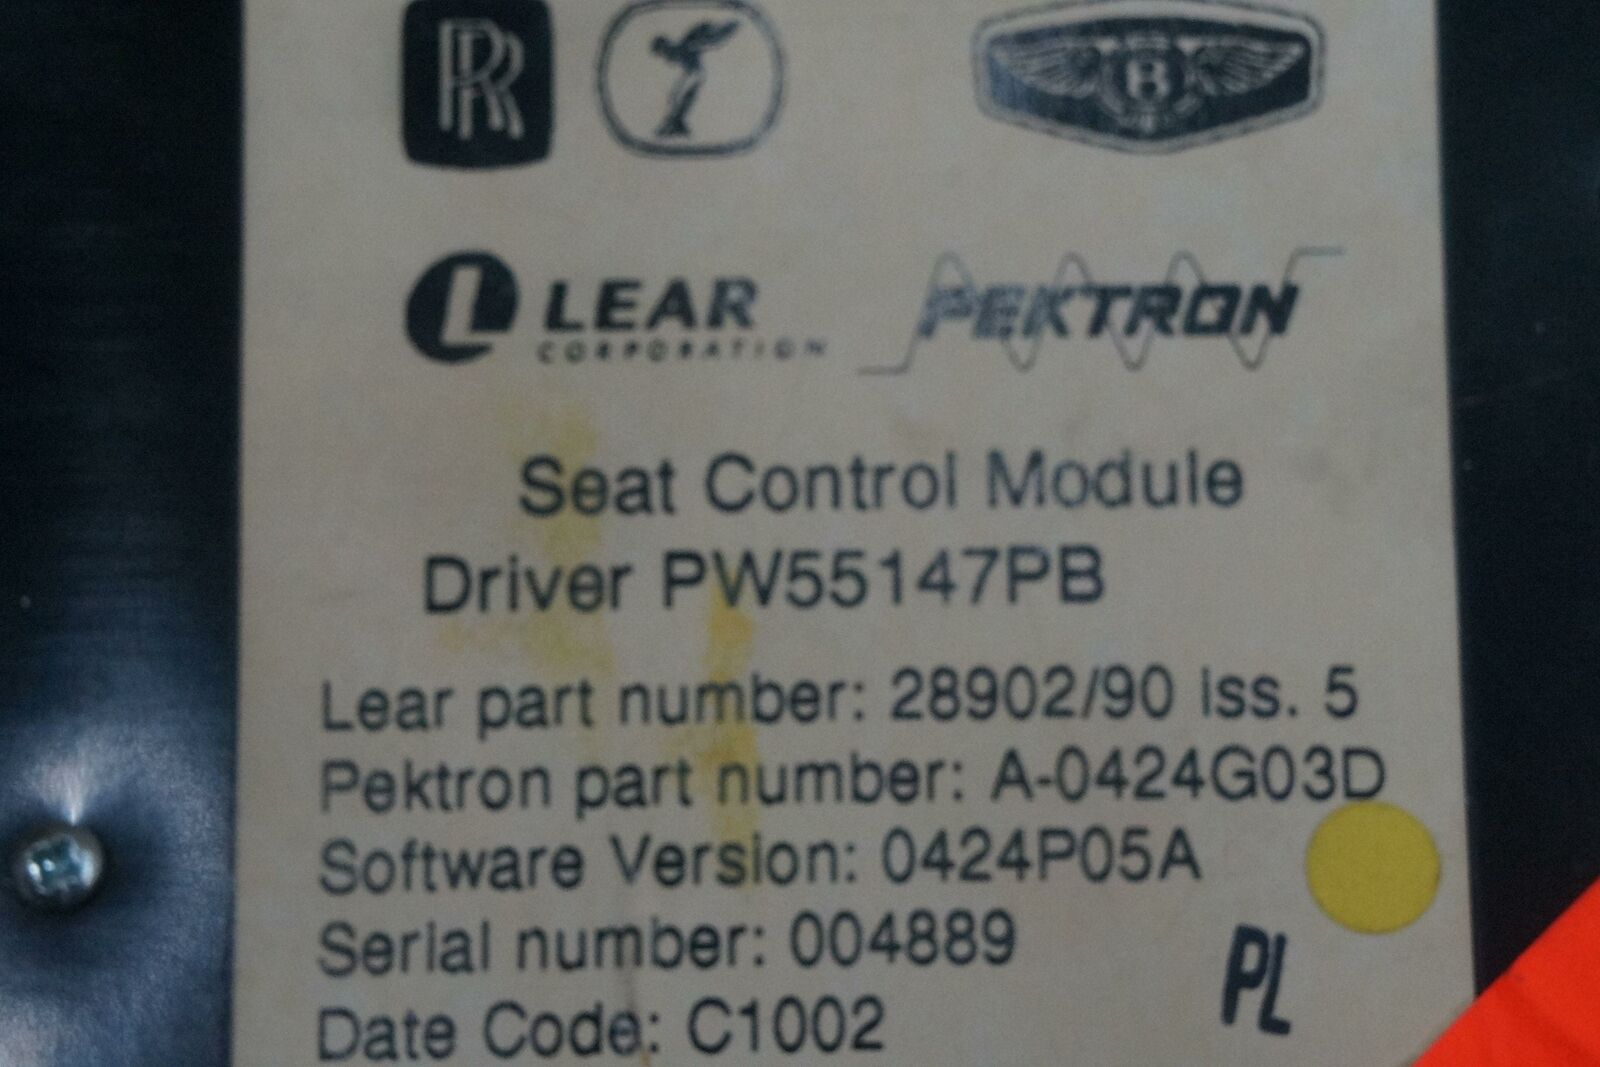 RR
B
L LEAR CORPORATION
PEKTRON
Seat Control Module
Driver PW55147PB
Lear part number: 28902/90 iss. 5
Pektron part number: A-0424G03D
Software Version: 0424P05A
Serial number: 004889
PL
Date Code: C1002